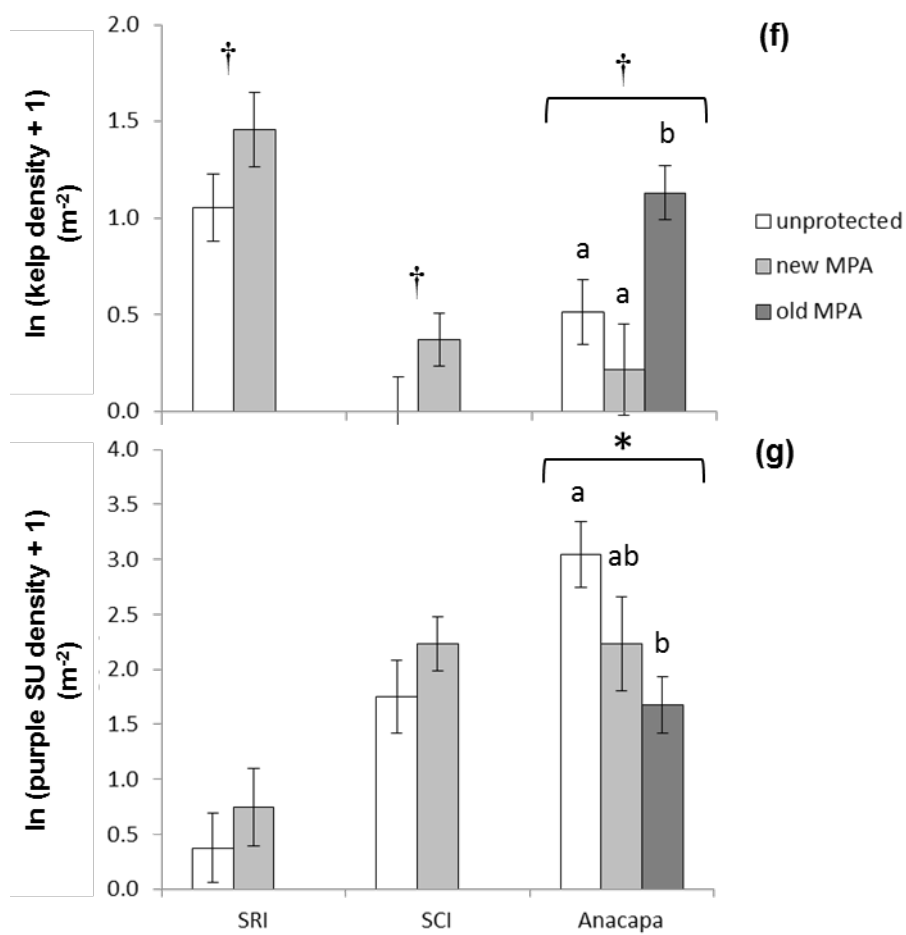 2.0
1.5
1.0
0.5
0.0
ln (kelp density + 1)
(m-2)
†
†
†
a
a
b
(f)
unprotected
new MPA
old MPA
4.0
3.5
3.0
2.5
2.0
1.5
1.0
0.5
0.0
ln (purple SU density + 1)
(m-2)
*
a
ab
b
(g)
SRI
SCI
Anacapa